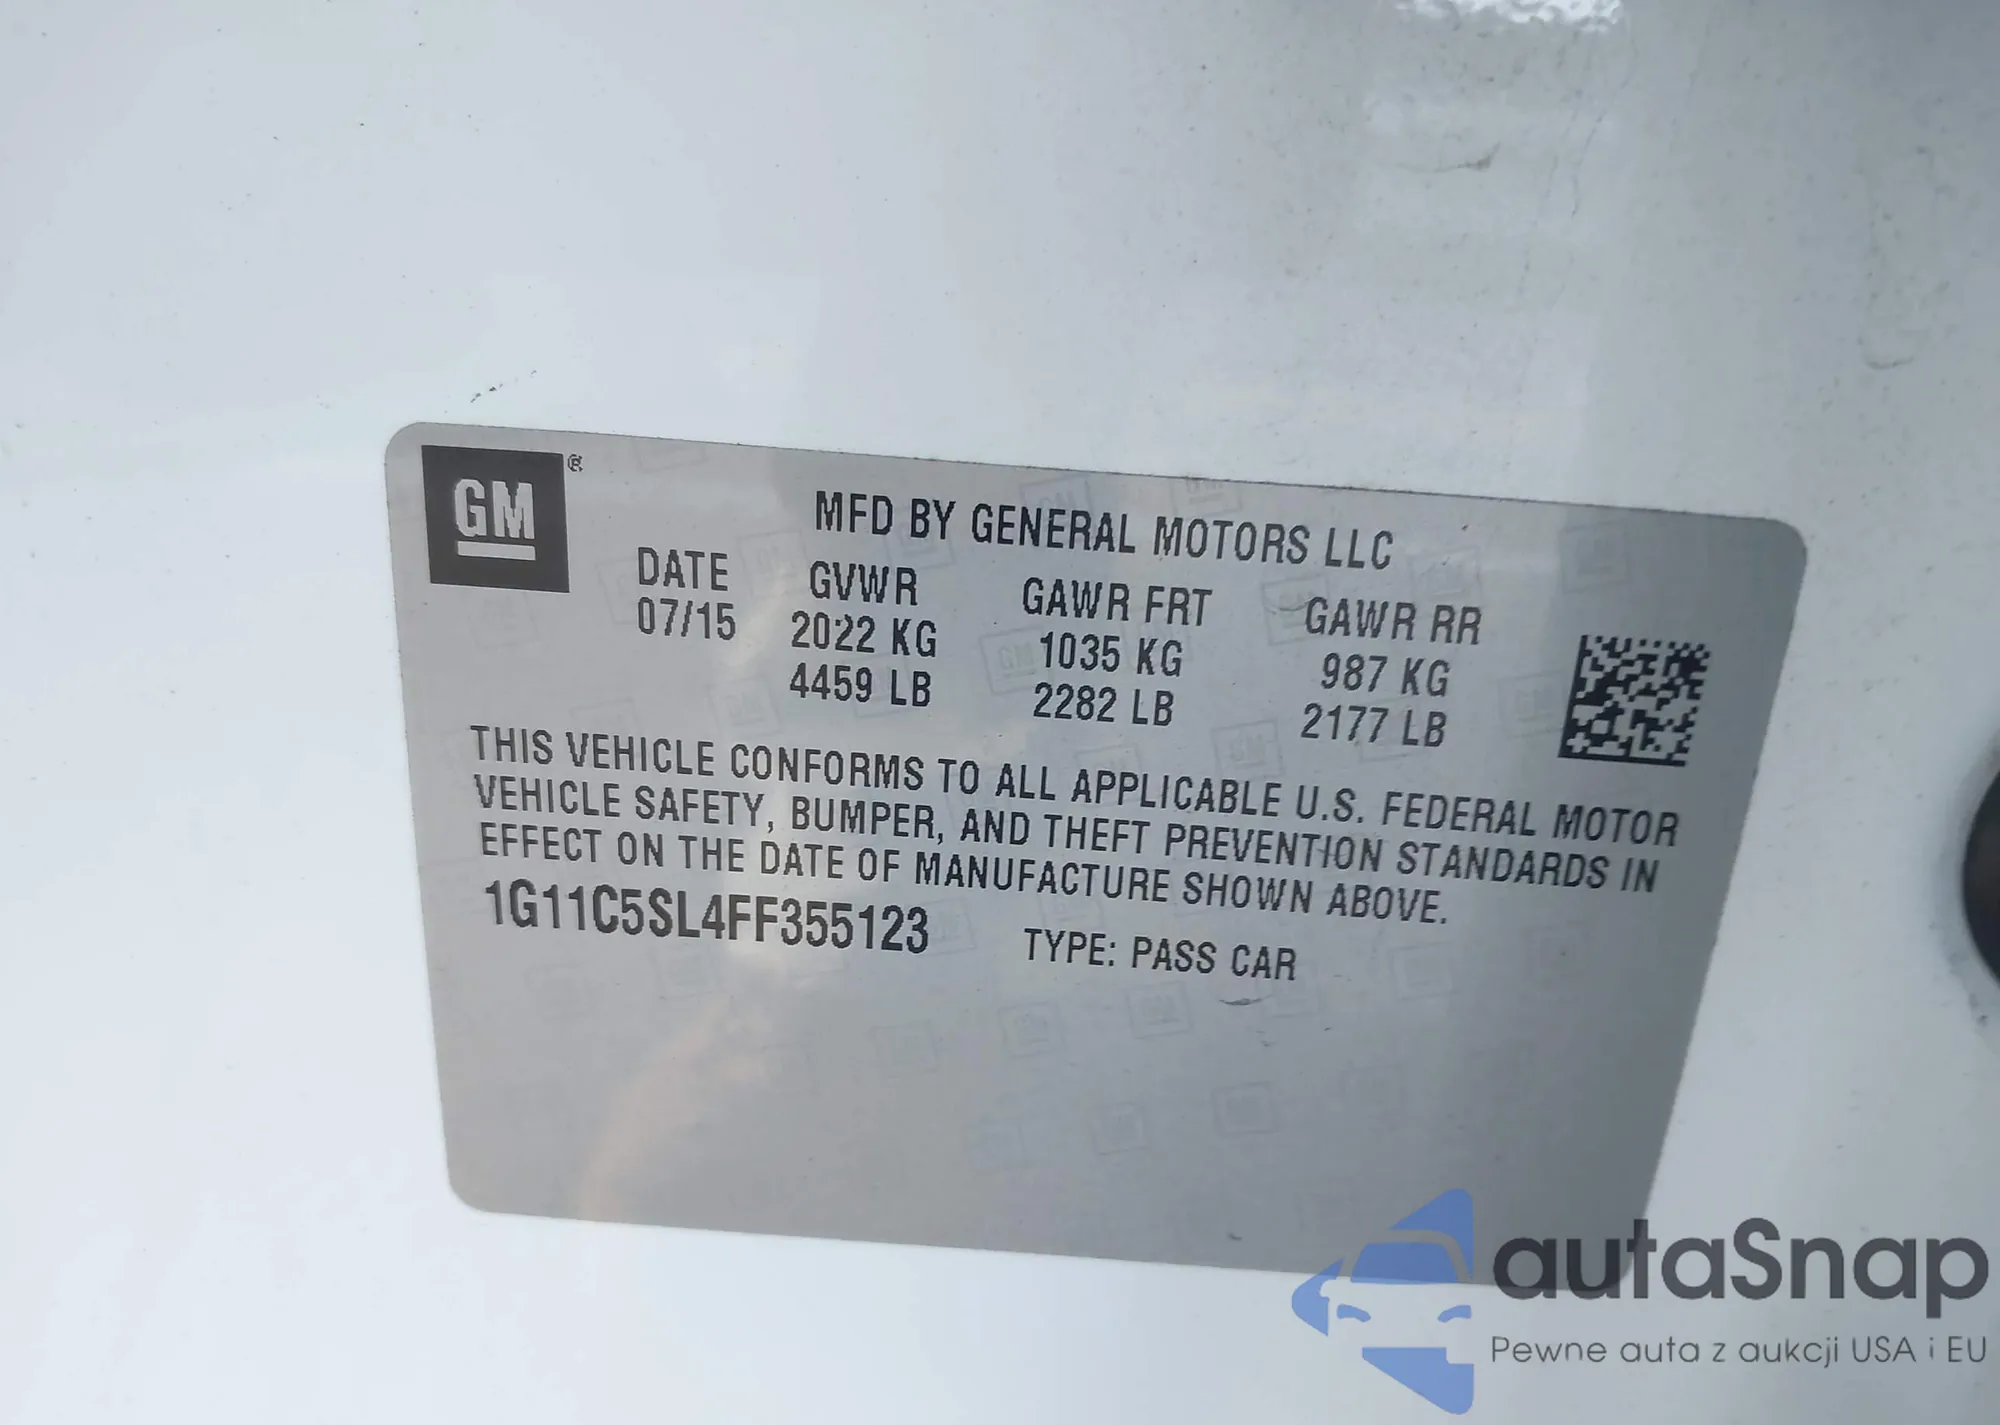 GM®
MFD BY GENERAL MOTORS LLC
DATE GVWR GAWR FRT GAWR RR
07/15 2022 KG 1035 KG 987 KG
4459 LB 2282 LB 2177 LB
THIS VEHICLE CONFORMS TO ALL APPLICABLE U.S. FEDERAL MOTOR
VEHICLE SAFETY, BUMPER, AND THEFT PREVENTION STANDARDS IN
EFFECT ON THE DATE OF MANUFACTURE SHOWN ABOVE.
1G11C5SL4FF355123 TYPE: PASS CAR
autaSnap
Pewne auta z aukcji USA i EU